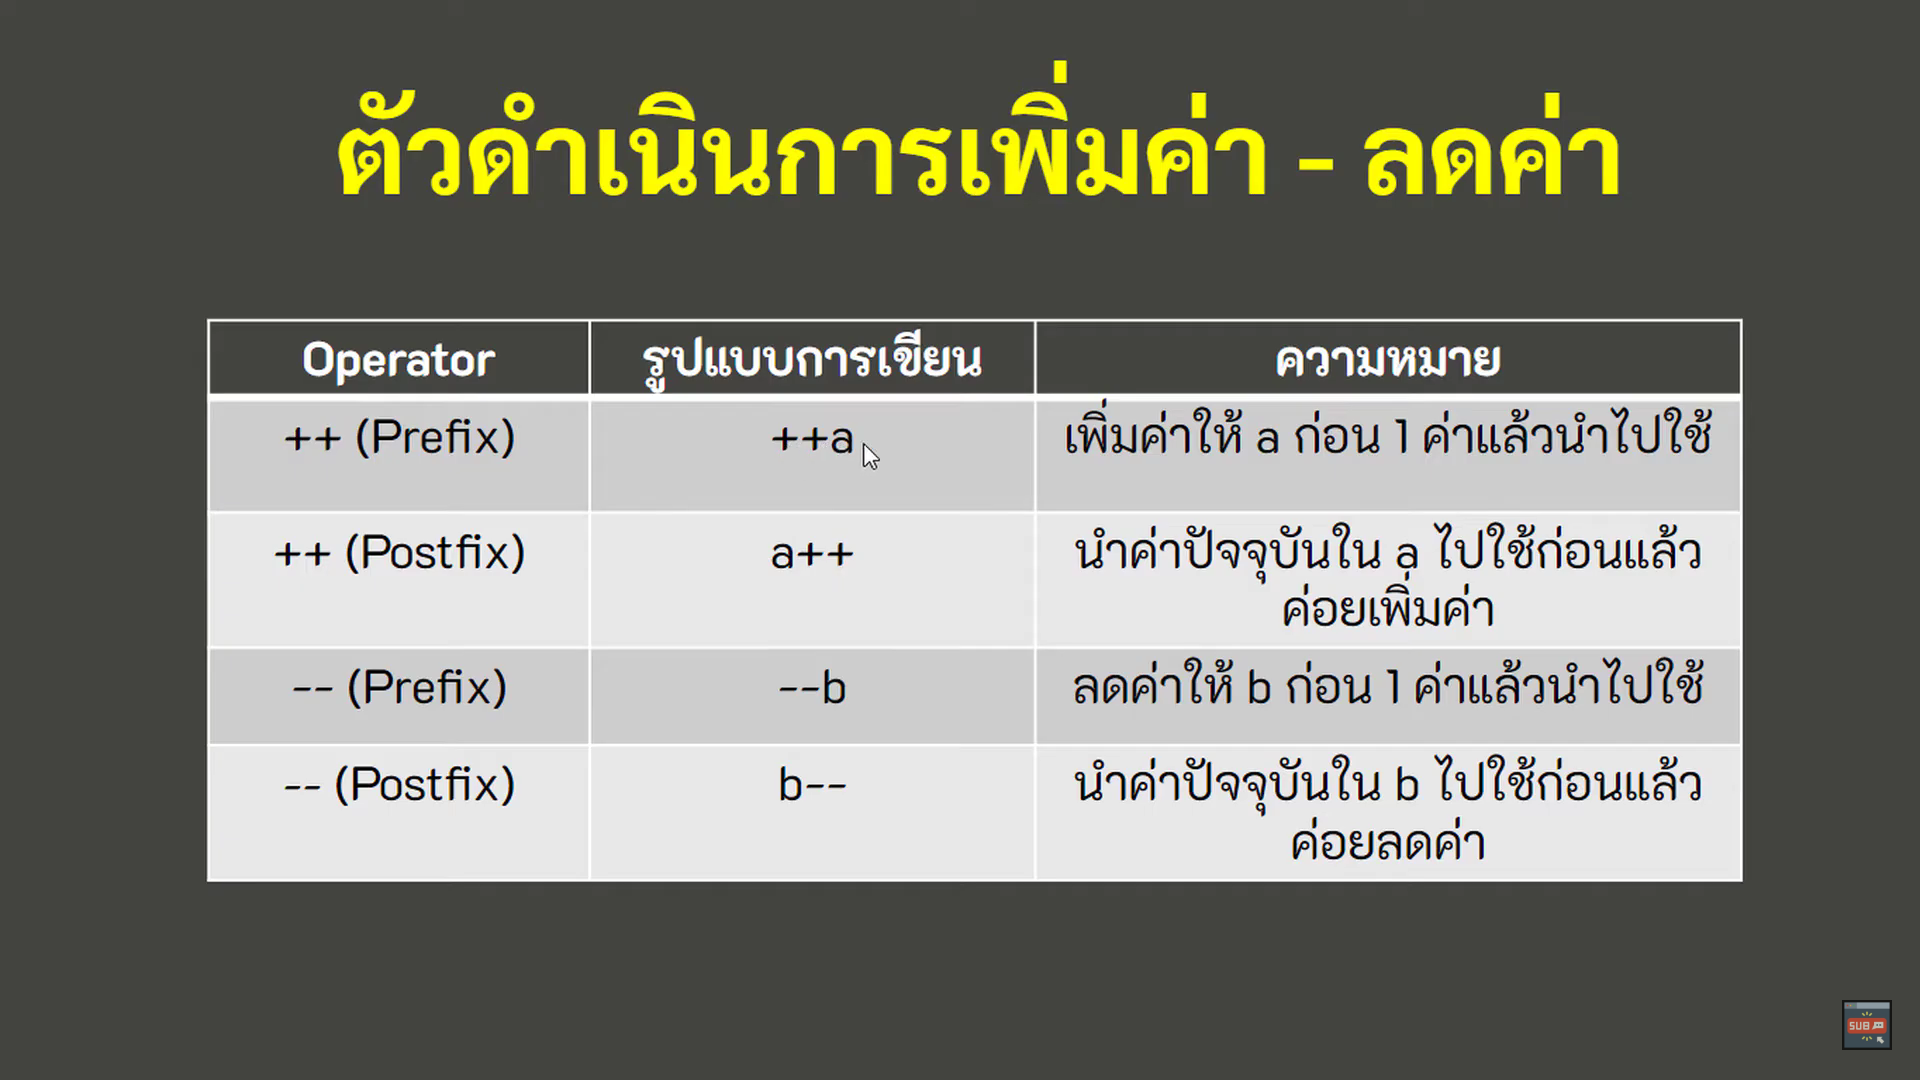 ตัวดำเนินการเพิ่มค่า - ลดค่า
Operator รูปแบบการเขียน ความหมาย
++ (Prefix) ++a เพิ่มค่าให้ a ก่อน 1 ค่าแล้วนำไปใช้
++ (Postfix) a++ นำค่าปัจจุบันใน a ไปใช้ก่อนแล้ว
ค่อยเพิ่มค่า
-- (Prefix) --b ลดค่าให้ b ก่อน 1 ค่าแล้วนำไปใช้
-- (Postfix) b-- นำค่าปัจจุบันใน b ไปใช้ก่อนแล้ว
ค่อยลดค่า
SUB